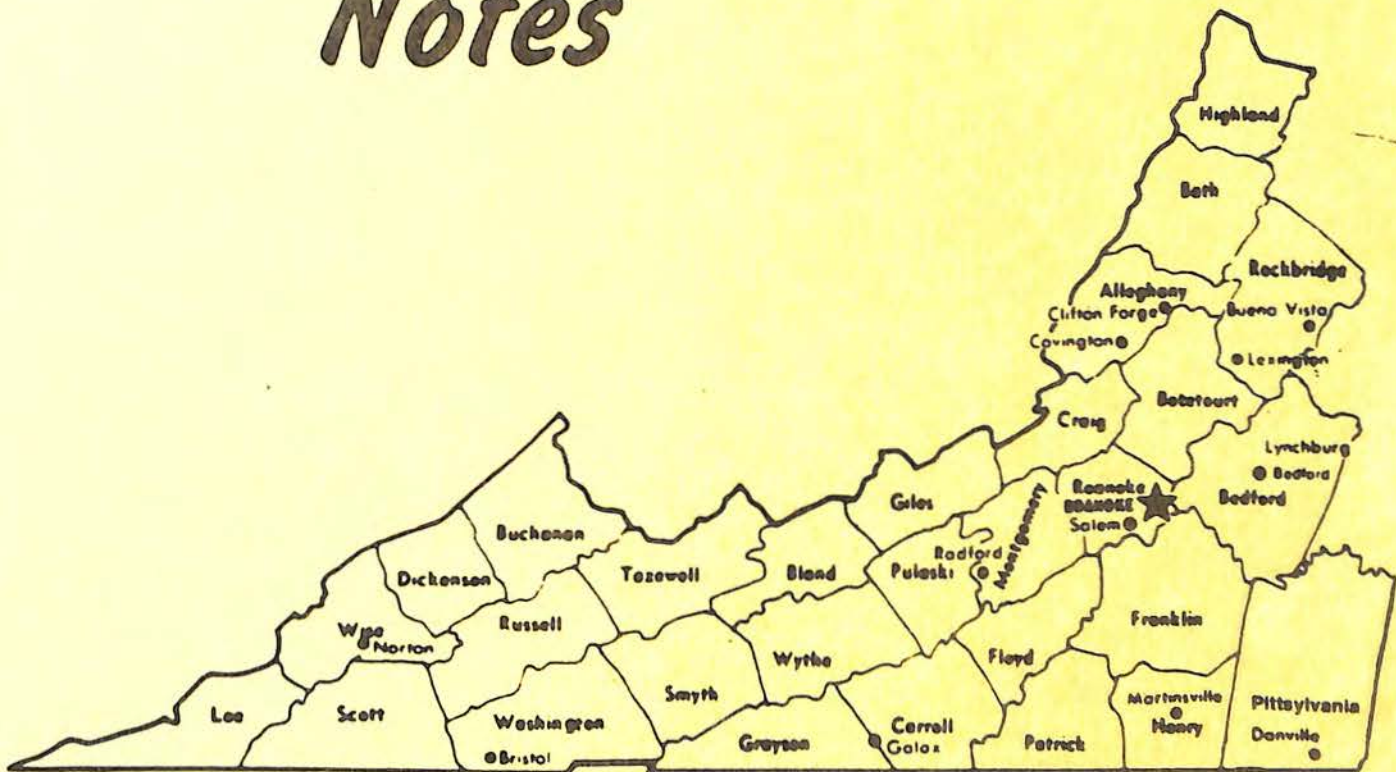 Notes
Highland
Bath
Rockbridge
Alleghany
Clifton Forge
Buena Vista
Covington
Lexington
Botetourt
Craig
Lynchburg
Bedford
Bedford
Roanoke
ROANOKE
Salem
Giles
Montgomery
Radford
Pulaski
Buchanan
Dickenson
Tazewell
Bland
Russell
Wise
Norton
Franklin
Wythe
Floyd
Smyth
Lee
Scott
Washington
Bristol
Grayson
Carroll
Galax
Patrick
Martinsville
Henry
Pittsylvania
Danville